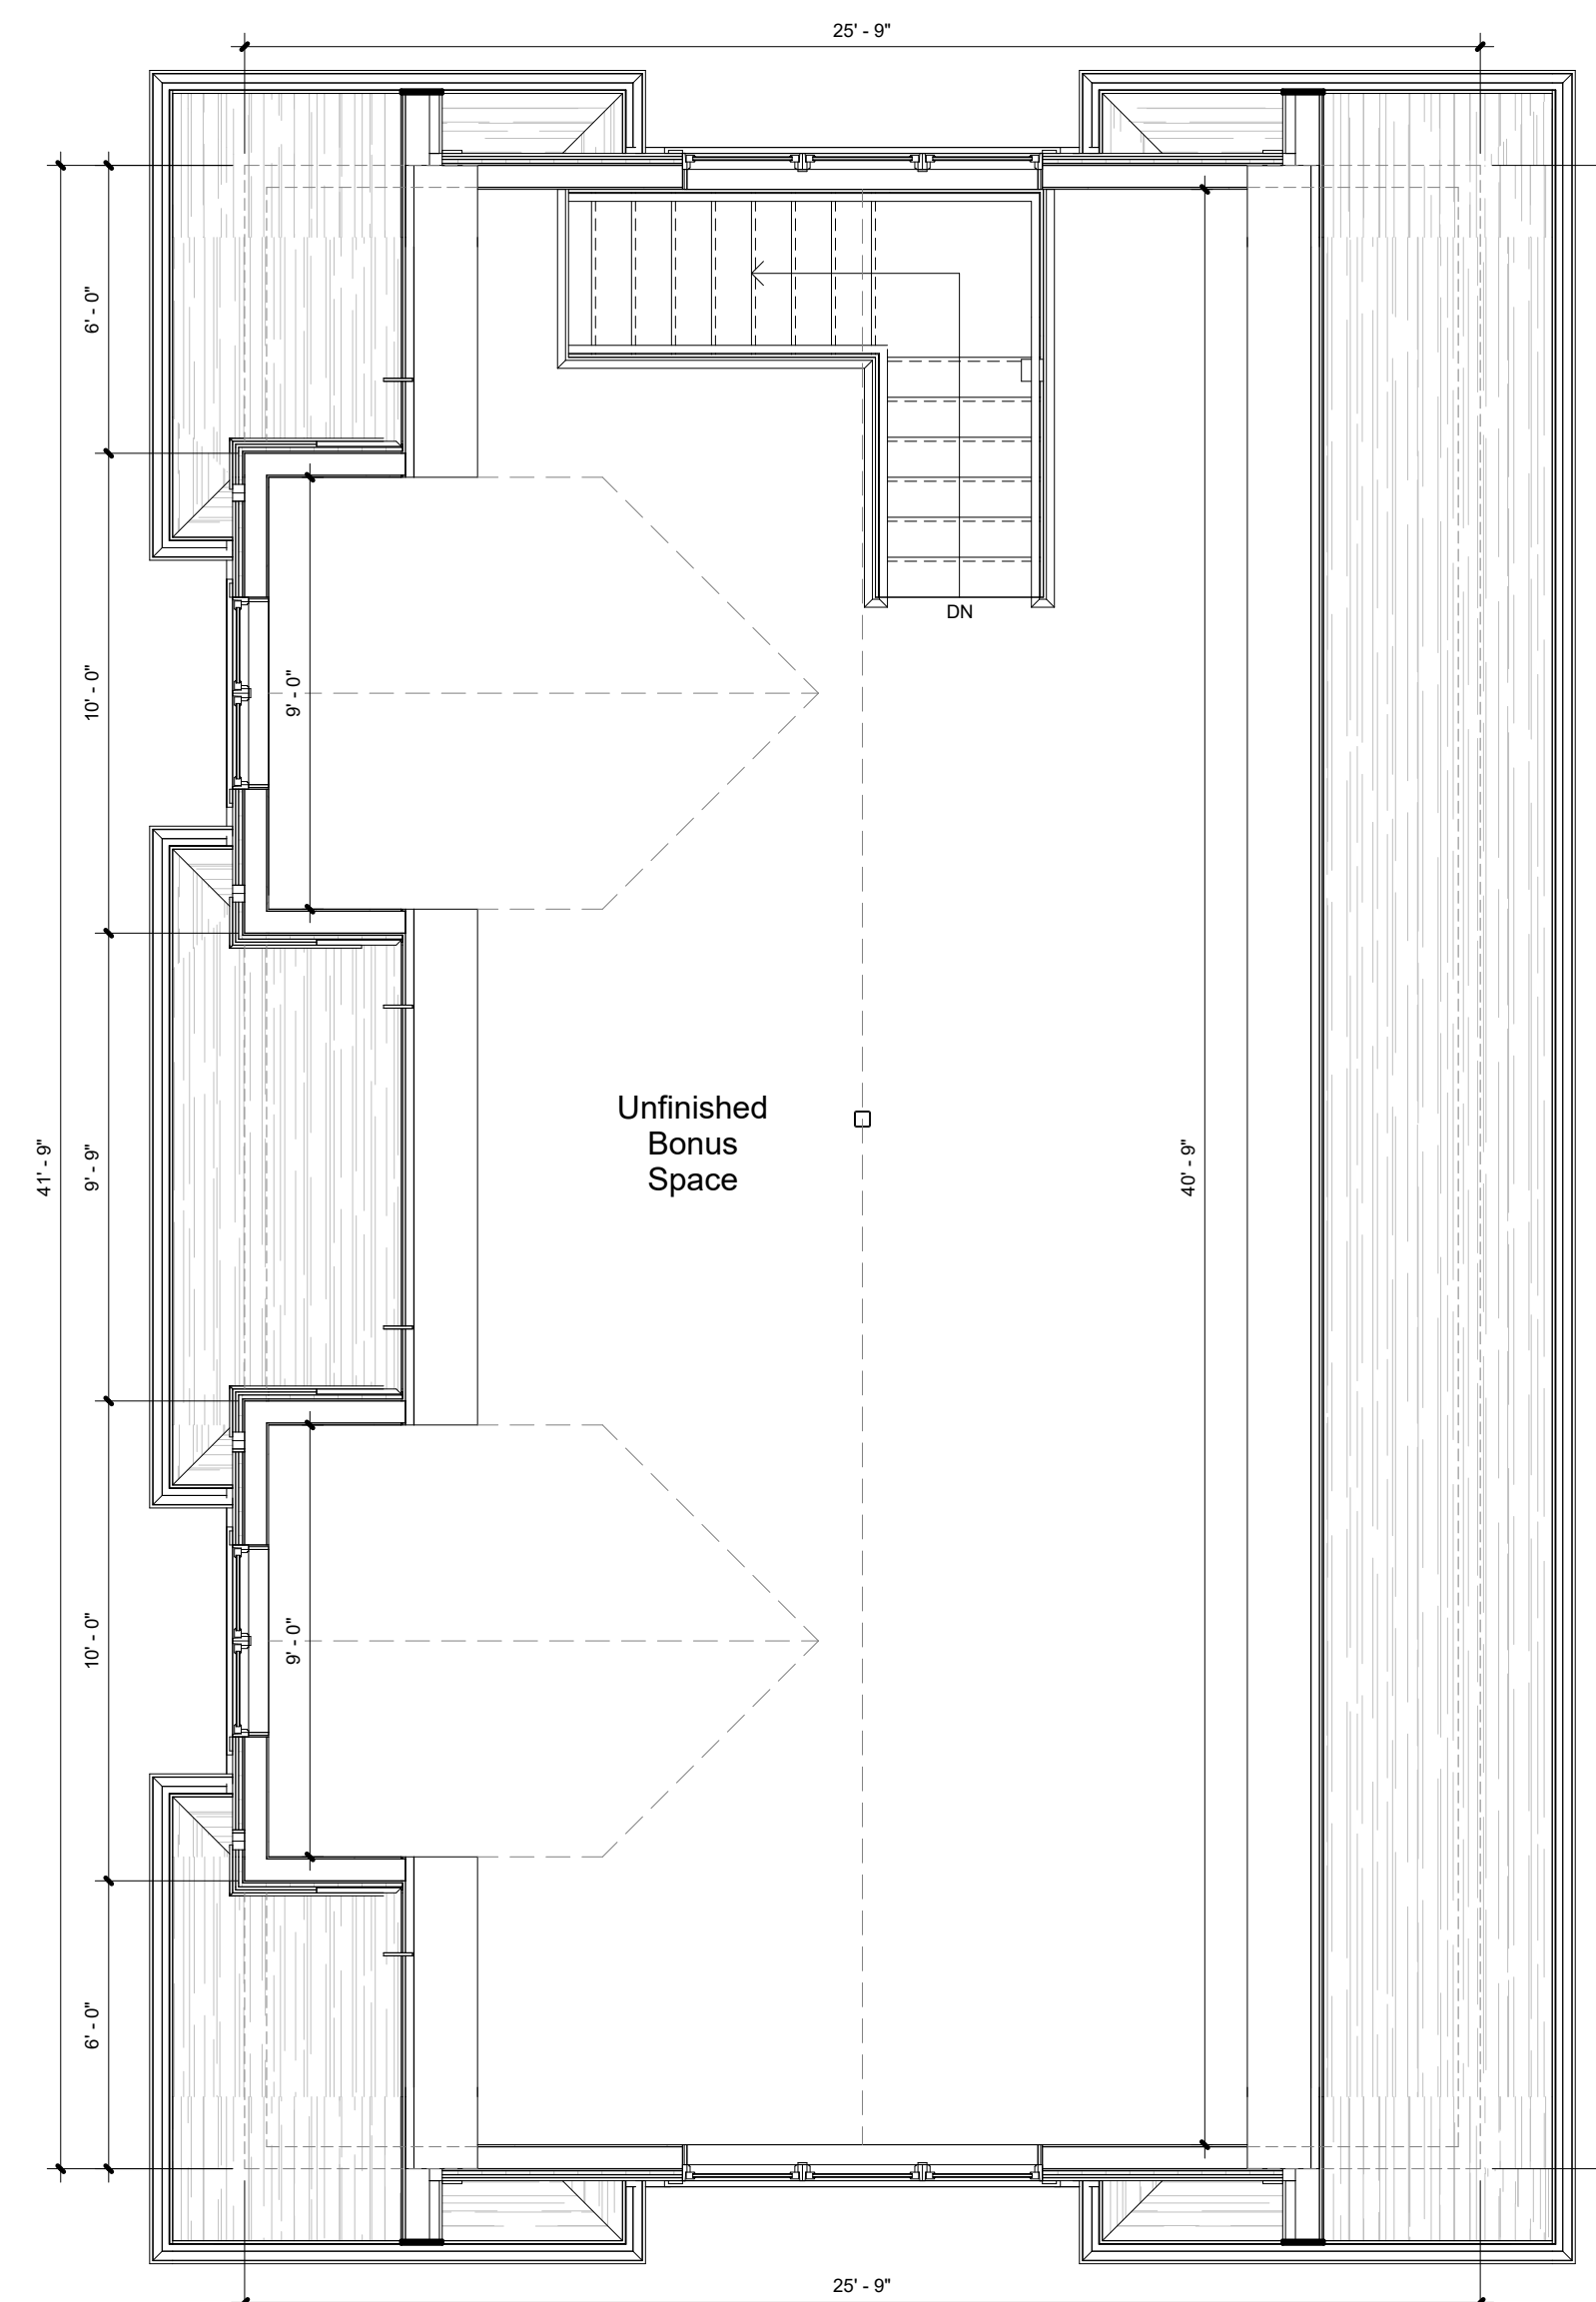 25' - 9"
6' - 0"
10' - 0"
9' - 0"
DN
Unfinished
Bonus
Space
41' - 9"
9' - 9"
40' - 9"
10' - 0"
9' - 0"
6' - 0"
25' - 9"